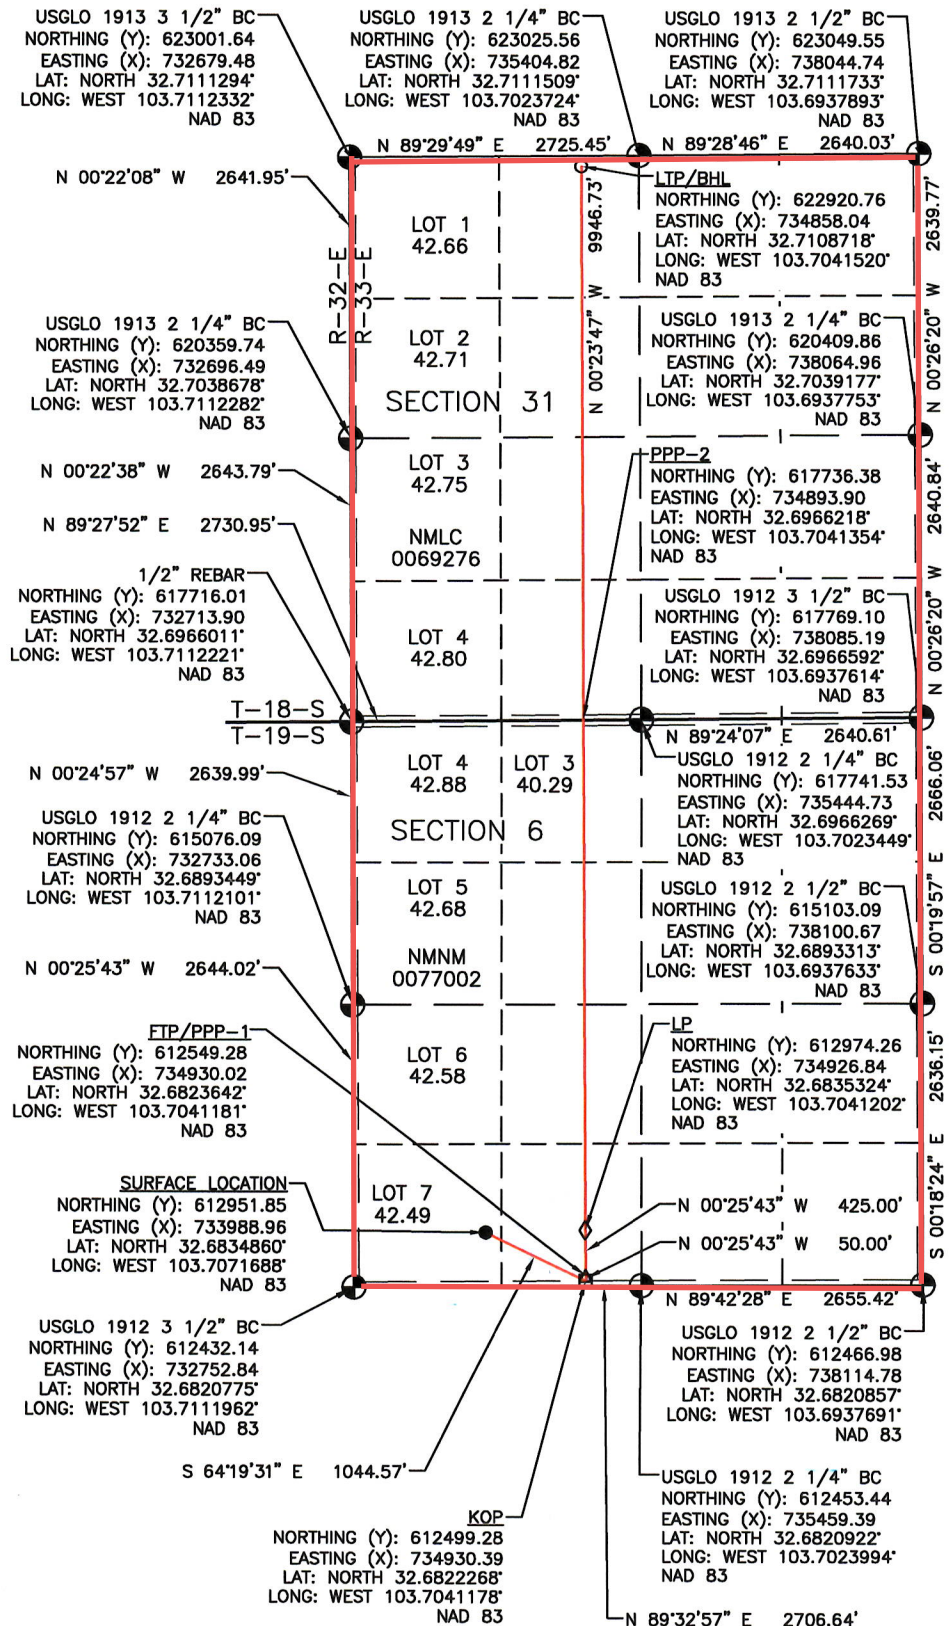 USGLO 1913 3 1/2" BC
NORTHING (Y): 623001.64
EASTING (X): 732679.48
LAT: NORTH 32.7111294°
LONG: WEST 103.7112332°
NAD 83
USGLO 1913 2 1/4" BC
NORTHING (Y): 623025.56
EASTING (X): 735404.82
LAT: NORTH 32.7111509°
LONG: WEST 103.7023724°
NAD 83
USGLO 1913 2 1/2" BC
NORTHING (Y): 623049.55
EASTING (X): 738044.74
LAT: NORTH 32.7111733°
LONG: WEST 103.6937893°
NAD 83
N 89°29'49" E 2725.45'
N 89°28'46" E 2640.03'
N 00°22'08" W 2641.95'
LOT 1
42.66
R-32-E
R-33-E
N 00°23'47" W 9946.73'
LTP/BHL
NORTHING (Y): 622920.76
EASTING (X): 734858.04
LAT: NORTH 32.7108718°
LONG: WEST 103.7041520°
NAD 83
N 00°26'20" W 2639.77'
USGLO 1913 2 1/4" BC
NORTHING (Y): 620359.74
EASTING (X): 732696.49
LAT: NORTH 32.7038678°
LONG: WEST 103.7112282°
NAD 83
LOT 2
42.71
SECTION 31
USGLO 1913 2 1/4" BC
NORTHING (Y): 620409.86
EASTING (X): 738064.96
LAT: NORTH 32.7039177°
LONG: WEST 103.6937753°
NAD 83
N 00°22'38" W 2643.79'
LOT 3
42.75
PPP-2
NORTHING (Y): 617736.38
EASTING (X): 734893.90
LAT: NORTH 32.6966218°
LONG: WEST 103.7041354°
NAD 83
N 00°26'20" W 2640.84'
N 89°27'52" E 2730.95'
NMLC
0069276
1/2" REBAR
NORTHING (Y): 617716.01
EASTING (X): 732713.90
LAT: NORTH 32.6966011°
LONG: WEST 103.7112221°
NAD 83
LOT 4
42.80
USGLO 1912 3 1/2" BC
NORTHING (Y): 617769.10
EASTING (X): 738085.19
LAT: NORTH 32.6966592°
LONG: WEST 103.6937614°
NAD 83
T-18-S
T-19-S
N 89°24'07" E 2640.61'
N 00°24'57" W 2639.99'
LOT 4
42.88
LOT 3
40.29
USGLO 1912 2 1/4" BC
NORTHING (Y): 617741.53
EASTING (X): 735444.73
LAT: NORTH 32.6966269°
LONG: WEST 103.7023449°
NAD 83
S 00°19'57" E 2666.06'
USGLO 1912 2 1/4" BC
NORTHING (Y): 615076.09
EASTING (X): 732733.06
LAT: NORTH 32.6893449°
LONG: WEST 103.7112101°
NAD 83
SECTION 6
LOT 5
42.68
USGLO 1912 2 1/2" BC
NORTHING (Y): 615103.09
EASTING (X): 738100.67
LAT: NORTH 32.6893313°
LONG: WEST 103.6937633°
NAD 83
N 00°25'43" W 2644.02'
NMNM
0077002
FTP/PPP-1
NORTHING (Y): 612549.28
EASTING (X): 734930.02
LAT: NORTH 32.6823642°
LONG: WEST 103.7041181°
NAD 83
LOT 6
42.58
LP
NORTHING (Y): 612974.26
EASTING (X): 734926.84
LAT: NORTH 32.6835324°
LONG: WEST 103.7041202°
NAD 83
S 00°18'24" E 2636.15'
SURFACE LOCATION
NORTHING (Y): 612951.85
EASTING (X): 733988.96
LAT: NORTH 32.6834860°
LONG: WEST 103.7071688°
NAD 83
LOT 7
42.49
N 00°25'43" W 425.00'
N 00°25'43" W 50.00'
N 89°42'28" E 2655.42'
USGLO 1912 3 1/2" BC
NORTHING (Y): 612432.14
EASTING (X): 732752.84
LAT: NORTH 32.6820775°
LONG: WEST 103.7111962°
NAD 83
USGLO 1912 2 1/2" BC
NORTHING (Y): 612466.98
EASTING (X): 738114.78
LAT: NORTH 32.6820857°
LONG: WEST 103.6937691°
NAD 83
S 64°19'31" E 1044.57'
USGLO 1912 2 1/4" BC
NORTHING (Y): 612453.44
EASTING (X): 735459.39
LAT: NORTH 32.6820922°
LONG: WEST 103.7023994°
NAD 83
KOP
NORTHING (Y): 612499.28
EASTING (X): 734930.39
LAT: NORTH 32.6822268°
LONG: WEST 103.7041178°
NAD 83
N 89°32'57" E 2706.64'